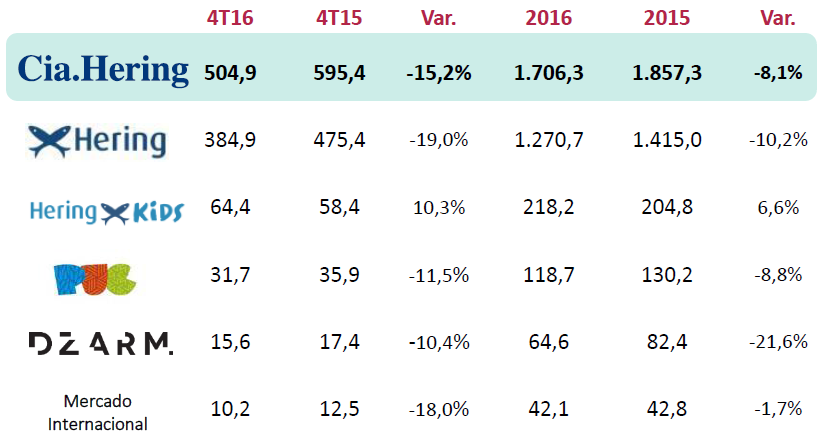 4T16 4T15 Var. 2016 2015 Var.
Cia.Hering 504,9 595,4 -15,2% 1.706,3 1.857,3 -8,1%
Hering 384,9 475,4 -19,0% 1.270,7 1.415,0 -10,2%
Hering KiDS 64,4 58,4 10,3% 218,2 204,8 6,6%
PUC 31,7 35,9 -11,5% 118,7 130,2 -8,8%
DZARM. 15,6 17,4 -10,4% 64,6 82,4 -21,6%
Mercado
Internacional 10,2 12,5 -18,0% 42,1 42,8 -1,7%